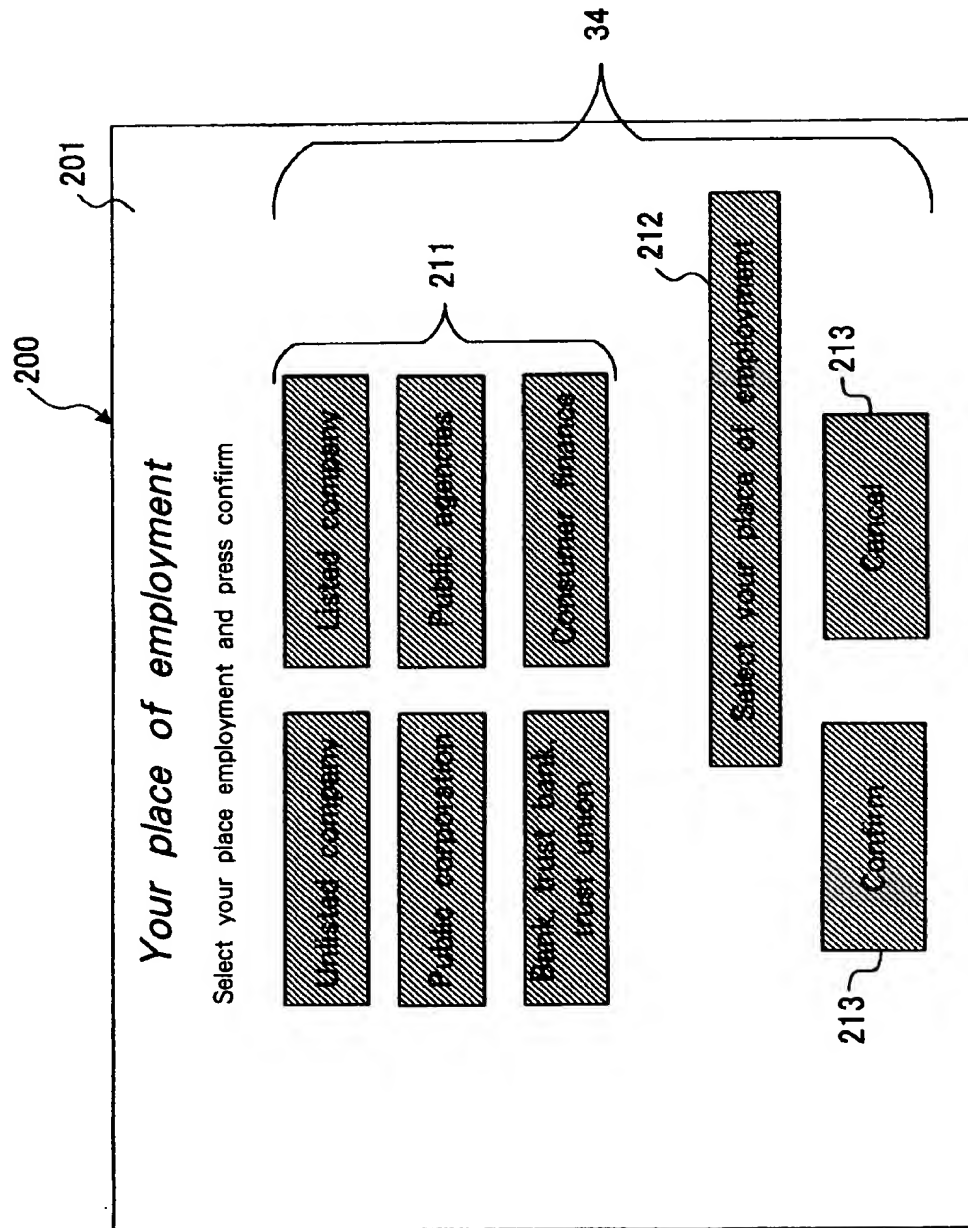 200
201
Your place of employment
Select your place employment and press confirm
Unlisted company
Listed company
211
Public corporation
Public agencies
Bank, trust bank,
trust union
Consumer finance
34
212
Select your place of employment
213
213
Confirm
Cancel